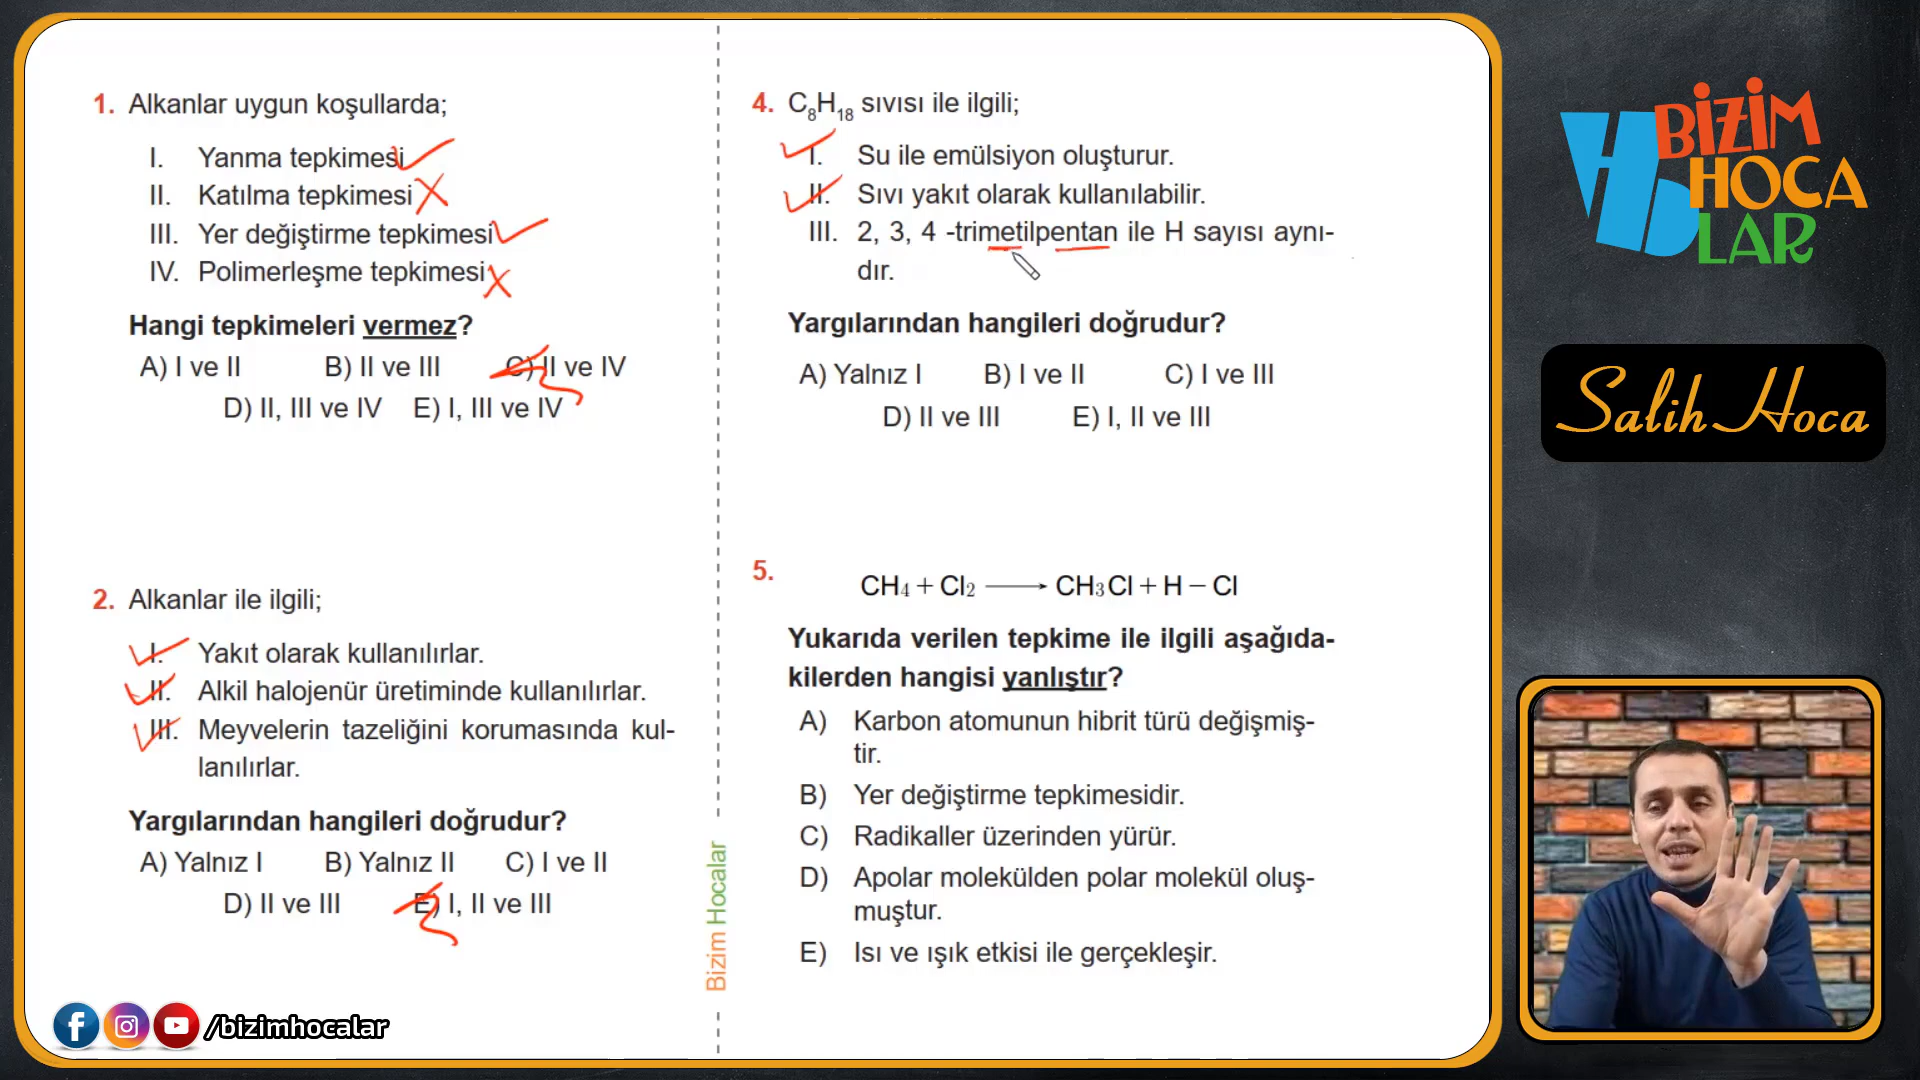 1. Alkanlar uygun koşullarda;
I. Yanma tepkimesi
II. Katılma tepkimesi
III. Yer değiştirme tepkimesi
IV. Polimerleşme tepkimesi
Hangi tepkimeleri vermez?
A) I ve II B) II ve III C) II ve IV
D) II, III ve IV E) I, III ve IV
2. Alkanlar ile ilgili;
I. Yakıt olarak kullanılırlar.
II. Alkil halojenür üretiminde kullanılırlar.
III. Meyvelerin tazeliğini korumasında kul-
lanılırlar.
Yargılarından hangileri doğrudur?
A) Yalnız I B) Yalnız II C) I ve II
D) II ve III E) I, II ve III
/bizimhocalar
Bizim Hocalar
4. C₈H₁₈ sıvısı ile ilgili;
I. Su ile emülsiyon oluşturur.
II. Sıvı yakıt olarak kullanılabilir.
III. 2, 3, 4 -trimetilpentan ile H sayısı aynı-
dır.
Yargılarından hangileri doğrudur?
A) Yalnız I B) I ve II C) I ve III
D) II ve III E) I, II ve III
5. CH₄ + Cl₂ ⟶ CH₃Cl + H − Cl
Yukarıda verilen tepkime ile ilgili aşağıda-
kilerden hangisi yanlıştır?
A) Karbon atomunun hibrit türü değişmiş-
tir.
B) Yer değiştirme tepkimesidir.
C) Radikaller üzerinden yürür.
D) Apolar molekülden polar molekül oluş-
muştur.
E) Isı ve ışık etkisi ile gerçekleşir.
BİZİM
HOCA
LAR
Salih Hoca